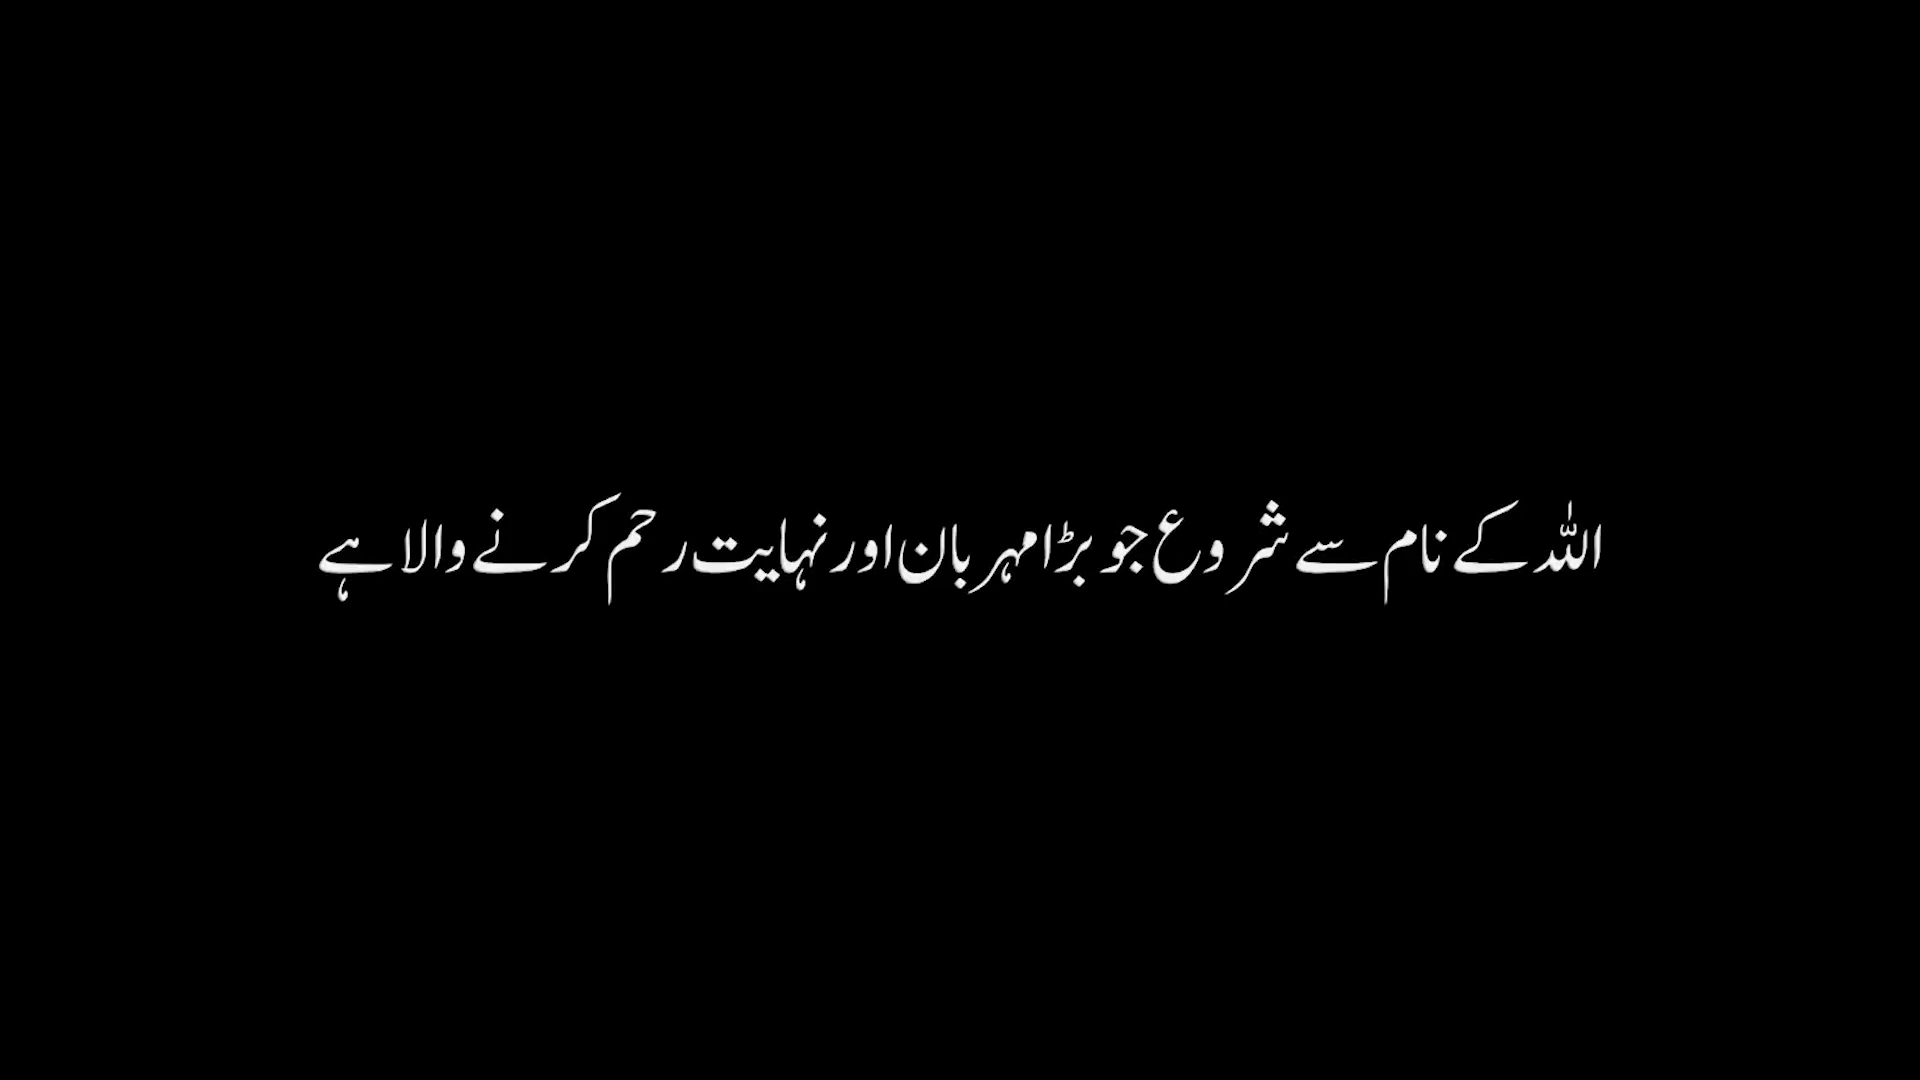 اللہ کے نام سے شروع جو بڑا مہربان اور نہایت رحم کرنے والا ہے